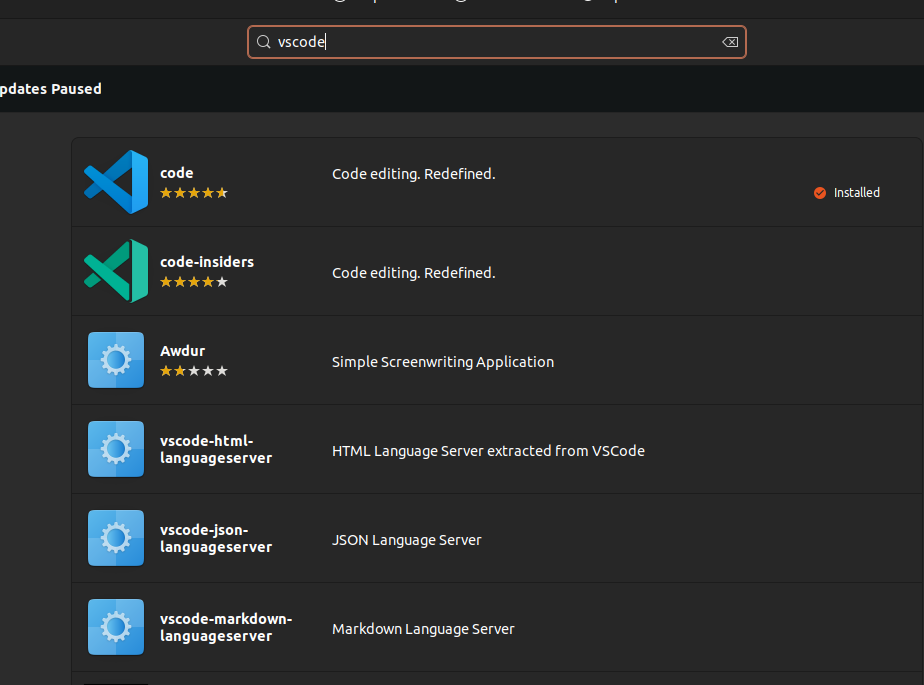 vscode
pdates Paused
code
Code editing. Redefined.
Installed
code-insiders
Code editing. Redefined.
Awdur
Simple Screenwriting Application
vscode-html-
languageserver
HTML Language Server extracted from VSCode
vscode-json-
languageserver
JSON Language Server
vscode-markdown-
languageserver
Markdown Language Server